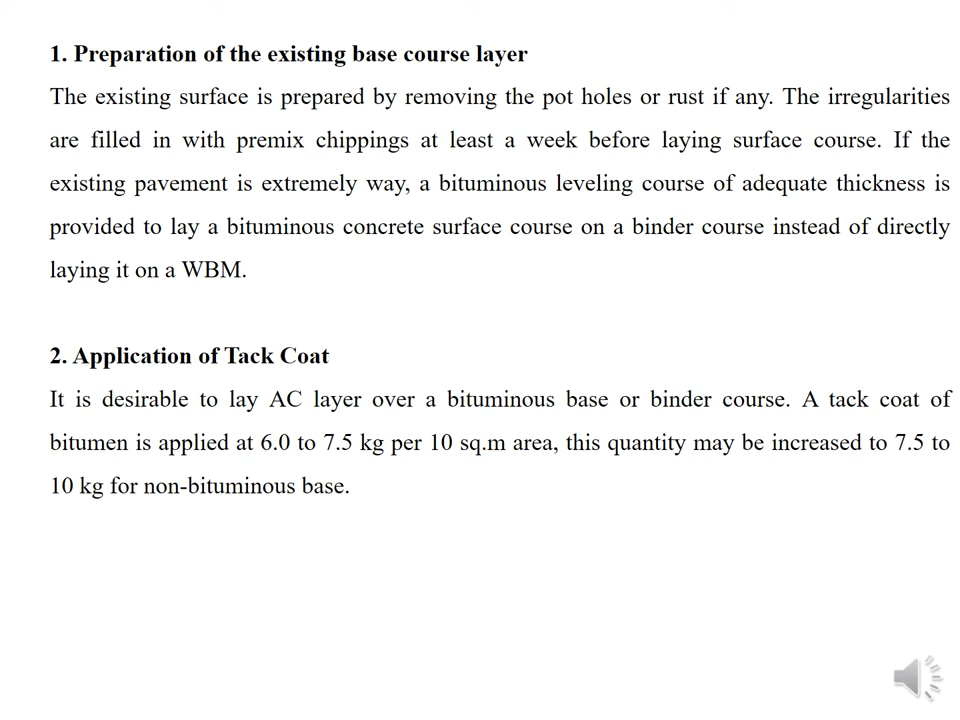 1. Preparation of the existing base course layer
The existing surface is prepared by removing the pot holes or rust if any. The irregularities
are filled in with premix chippings at least a week before laying surface course. If the
existing pavement is extremely way, a bituminous leveling course of adequate thickness is
provided to lay a bituminous concrete surface course on a binder course instead of directly
laying it on a WBM.
2. Application of Tack Coat
It is desirable to lay AC layer over a bituminous base or binder course. A tack coat of
bitumen is applied at 6.0 to 7.5 kg per 10 sq.m area, this quantity may be increased to 7.5 to
10 kg for non-bituminous base.